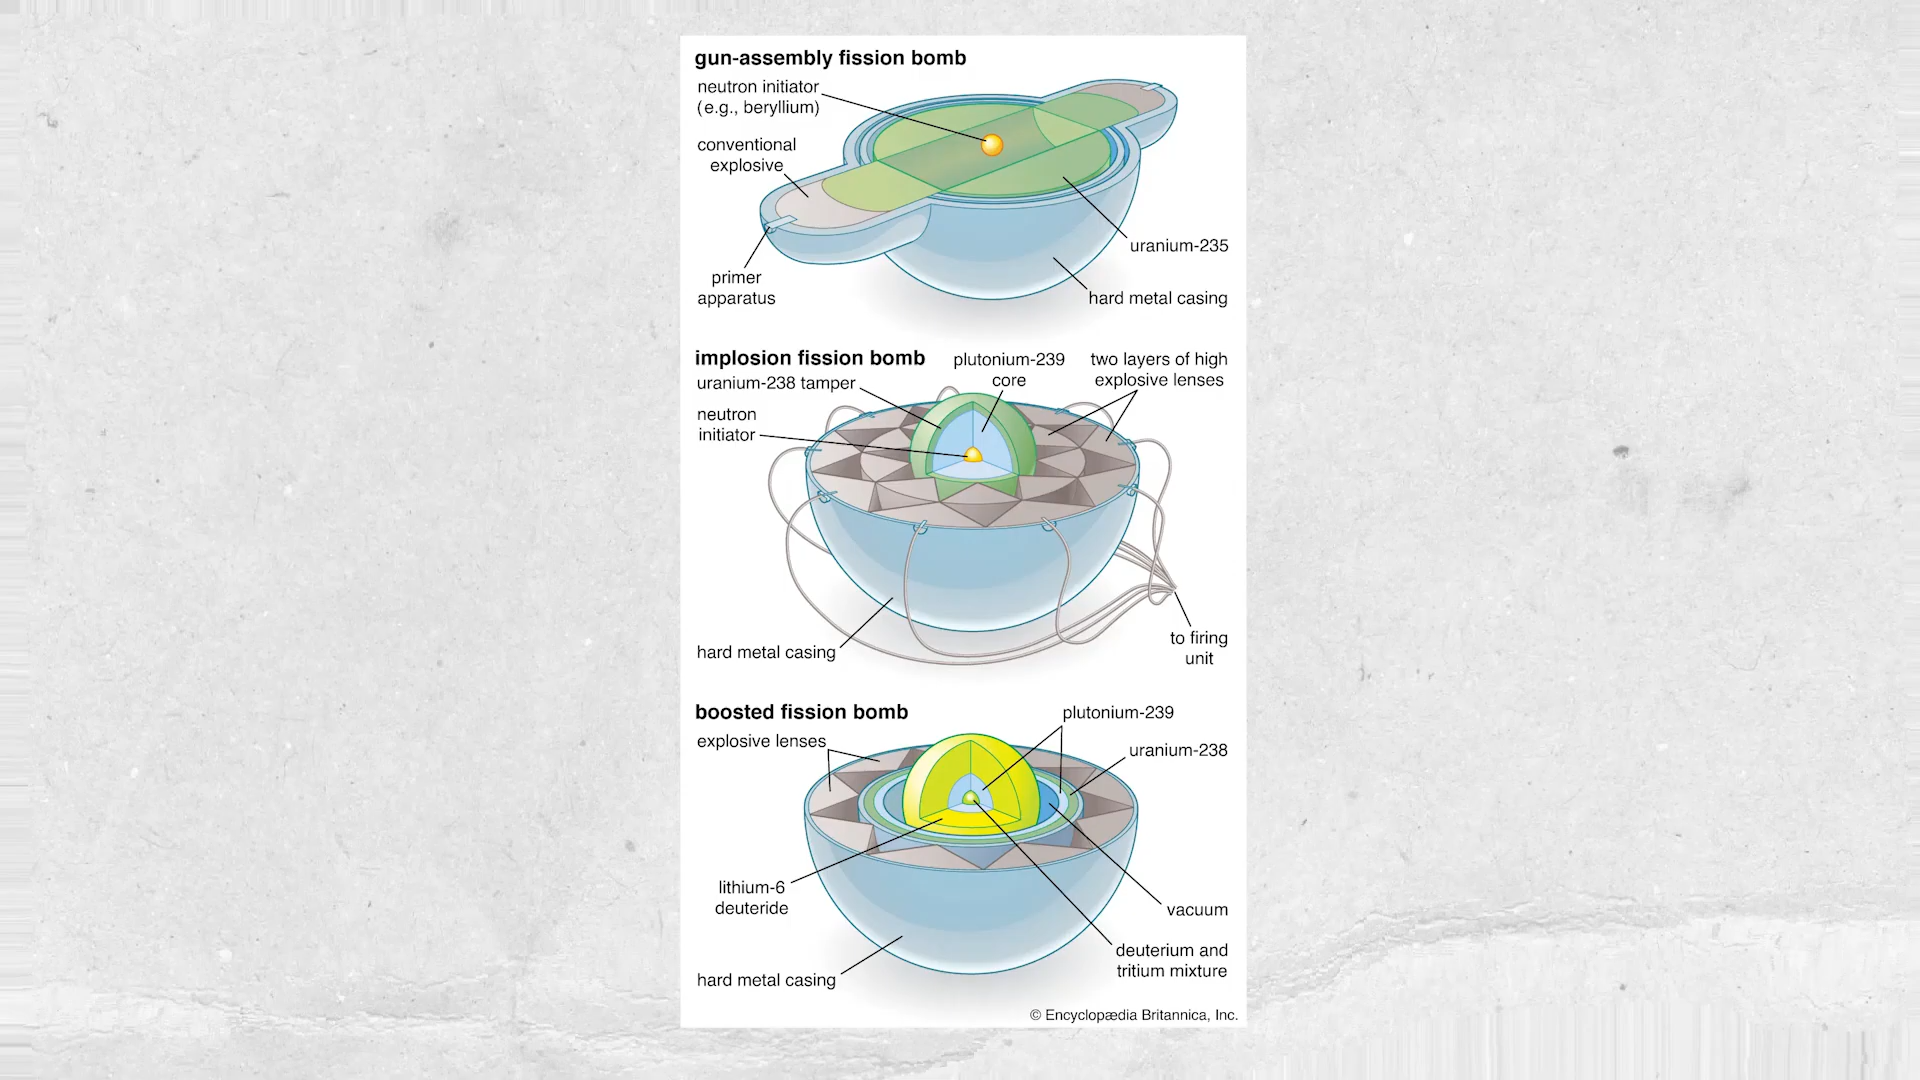 gun-assembly fission bomb
neutron initiator
(e.g., beryllium)
conventional
explosive
uranium-235
primer
apparatus
hard metal casing
implosion fission bomb
plutonium-239
core
two layers of high
explosive lenses
uranium-238 tamper
neutron
initiator
to firing
unit
hard metal casing
boosted fission bomb
plutonium-239
explosive lenses
uranium-238
lithium-6
deuteride
vacuum
deuterium and
tritium mixture
hard metal casing
© Encyclopædia Britannica, Inc.